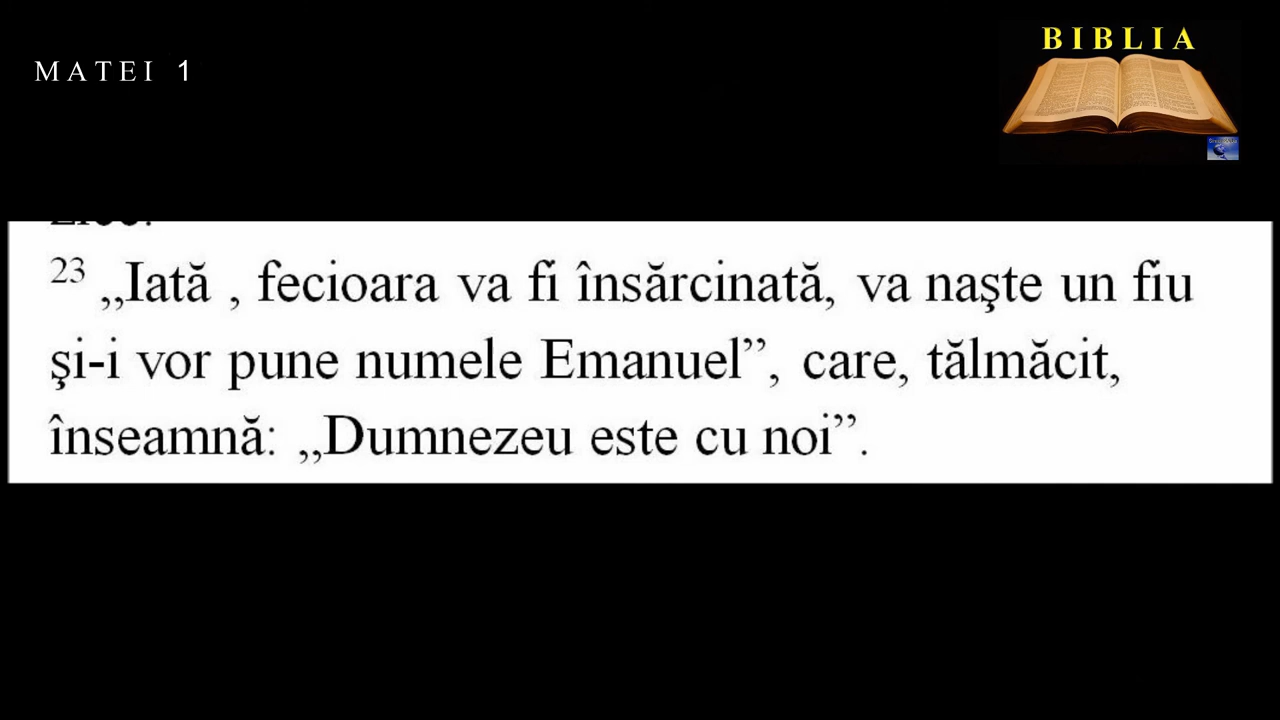 BIBLIA
MATEI 1
23 „Iată , fecioara va fi însărcinată, va naşte un fiu
şi-i vor pune numele Emanuel”, care, tălmăcit,
înseamnă: „Dumnezeu este cu noi”.